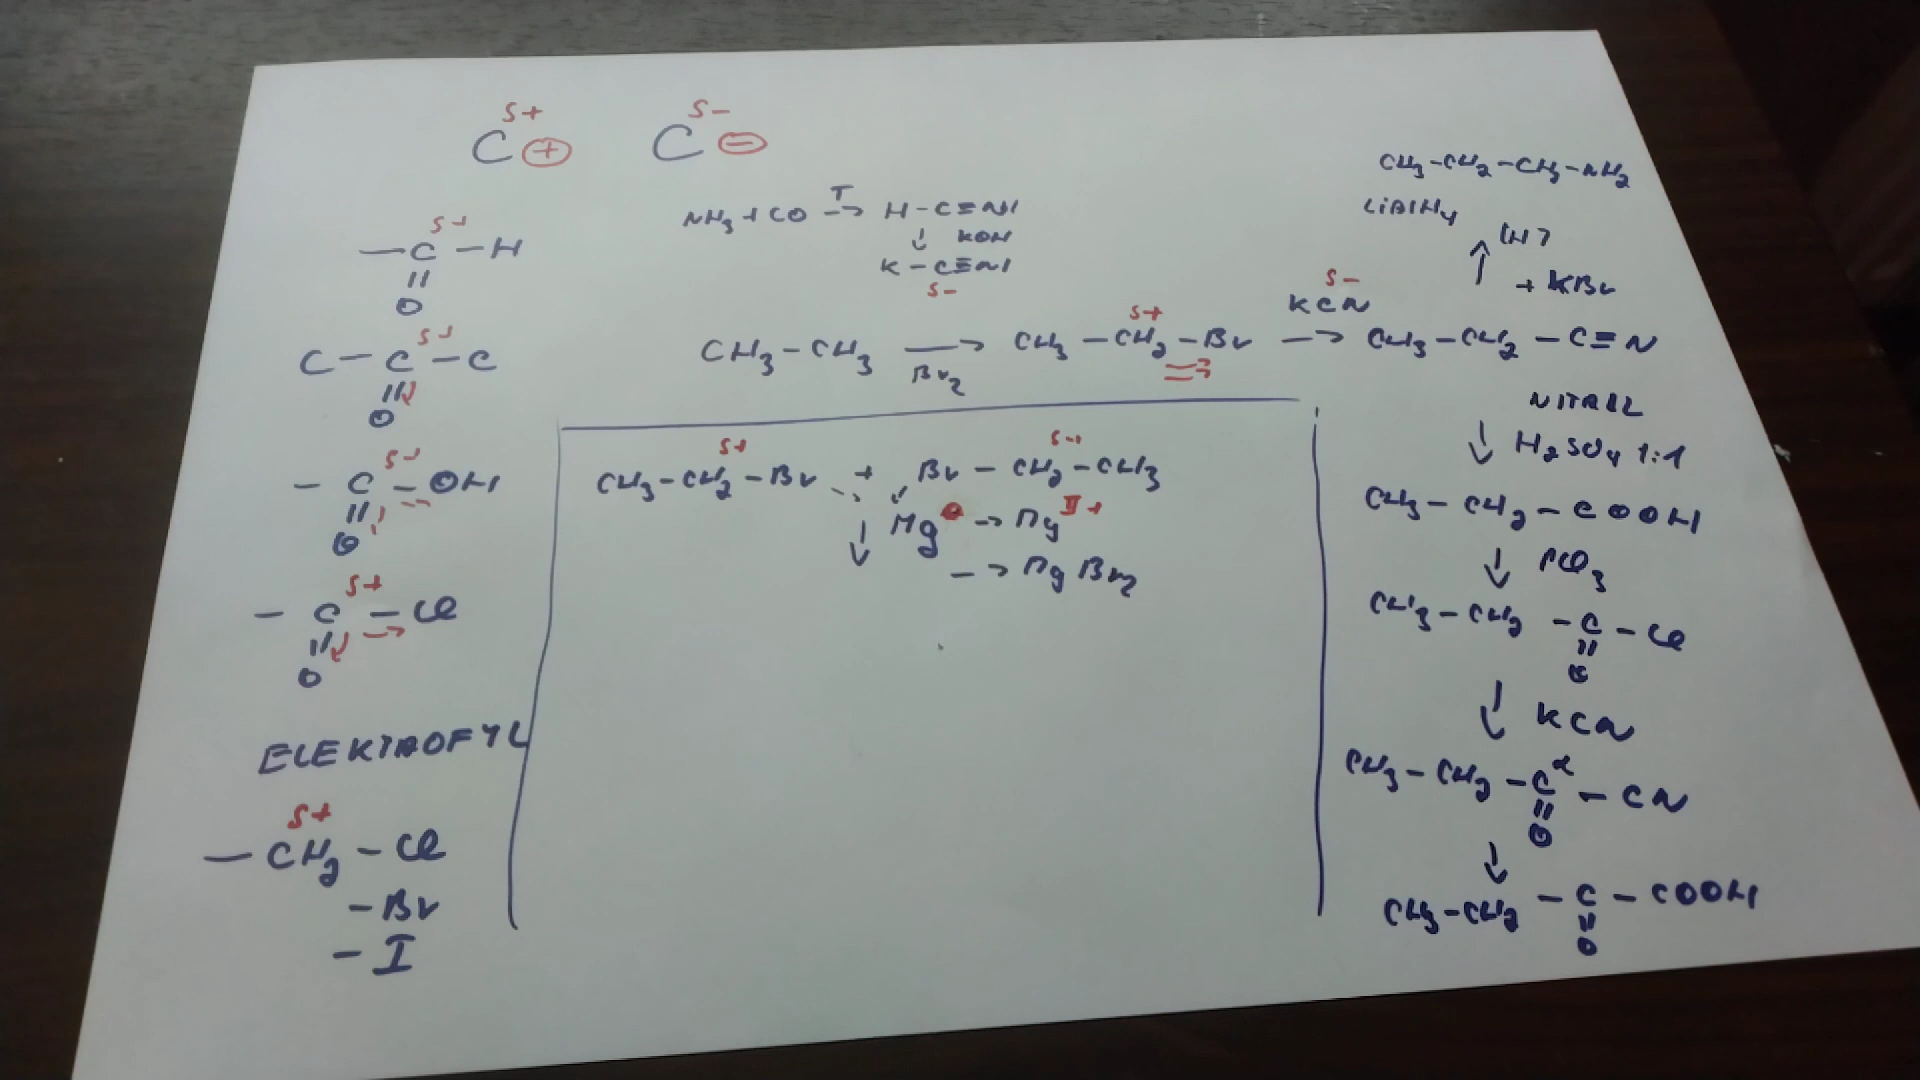 δ+
C ⊕
δ−
C ⊖
δ+
— C — H
||
O
δ+
C — C — C
||
O
δ+
— C — OH
||
O
δ+
— C — Cl
||
O
ELEKTROFYL
δ+
— CH2 — Cl
— Br
— I
T
NH3 + CO → H — C≡N
↓ KOH
K — C≡N
δ−
CH3 — CH3 → Br2
δ+
CH3 — CH2 — Br →
δ−
KCN
CH3 — CH2 — C≡N
CH3 — CH2 — CH2 — NH2
LiAlH4
↑ (H)
+ KBr
δ+
CH3 — CH2 — Br + Br — CH2 — CH3
δ+
↓ Mg0 → Mg II+
→ MgBr2
NITRIL
↓ H2SO4 1:1
CH3 — CH2 — COOH
↓ PCl3
CH3 — CH2 — C — Cl
||
O
↓ KCN
CH3 — CH2 — Cα — CN
||
O
↓
CH3 — CH2 — C — COOH
||
O